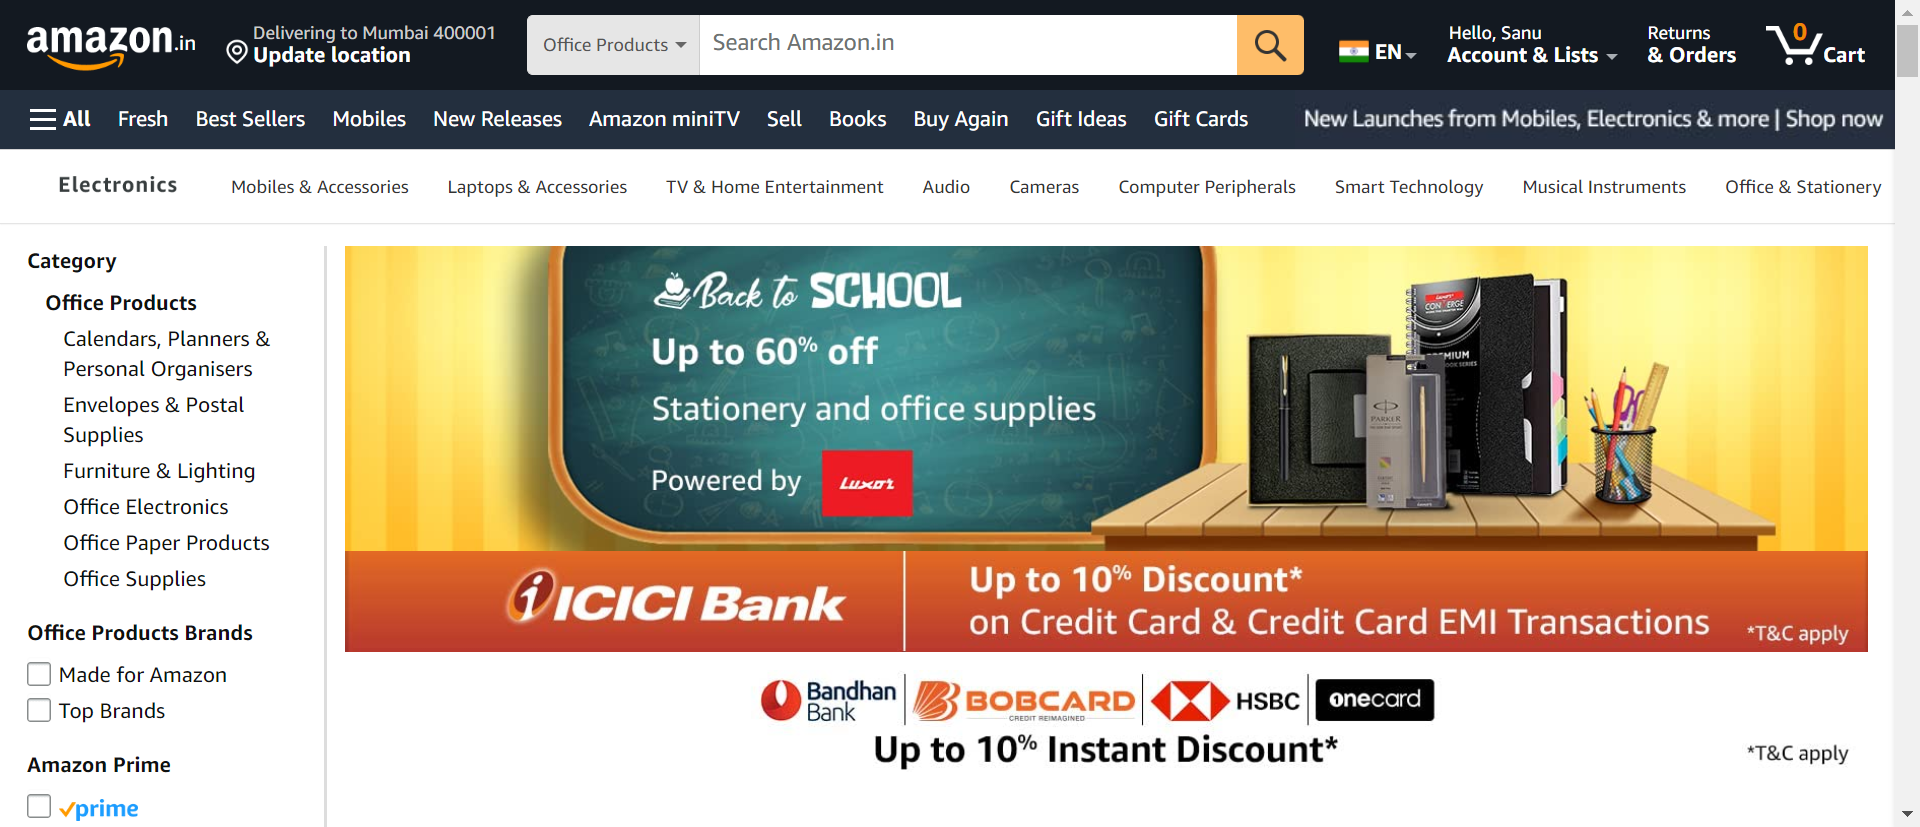 amazon.in
Delivering to Mumbai 400001
Update location
Office Products
Search Amazon.in
EN
Hello, Sanu
Account & Lists
Returns
& Orders
0
Cart
All
Fresh
Best Sellers
Mobiles
New Releases
Amazon miniTV
Sell
Books
Buy Again
Gift Ideas
Gift Cards
New Launches from Mobiles, Electronics & more | Shop now
Electronics
Mobiles & Accessories
Laptops & Accessories
TV & Home Entertainment
Audio
Cameras
Computer Peripherals
Smart Technology
Musical Instruments
Office & Stationery
Category
Office Products
Calendars, Planners &
Personal Organisers
Envelopes & Postal
Supplies
Furniture & Lighting
Office Electronics
Office Paper Products
Office Supplies
Office Products Brands
Made for Amazon
Top Brands
Amazon Prime
prime
Back to SCHOOL
Up to 60% off
Stationery and office supplies
Powered by
Luxor
PARKER
ICICI Bank
Up to 10% Discount*
on Credit Card & Credit Card EMI Transactions
*T&C apply
Bandhan
Bank
BOBCARD
CREDIT REIMAGINED
HSBC
onecard
Up to 10% Instant Discount*
*T&C apply